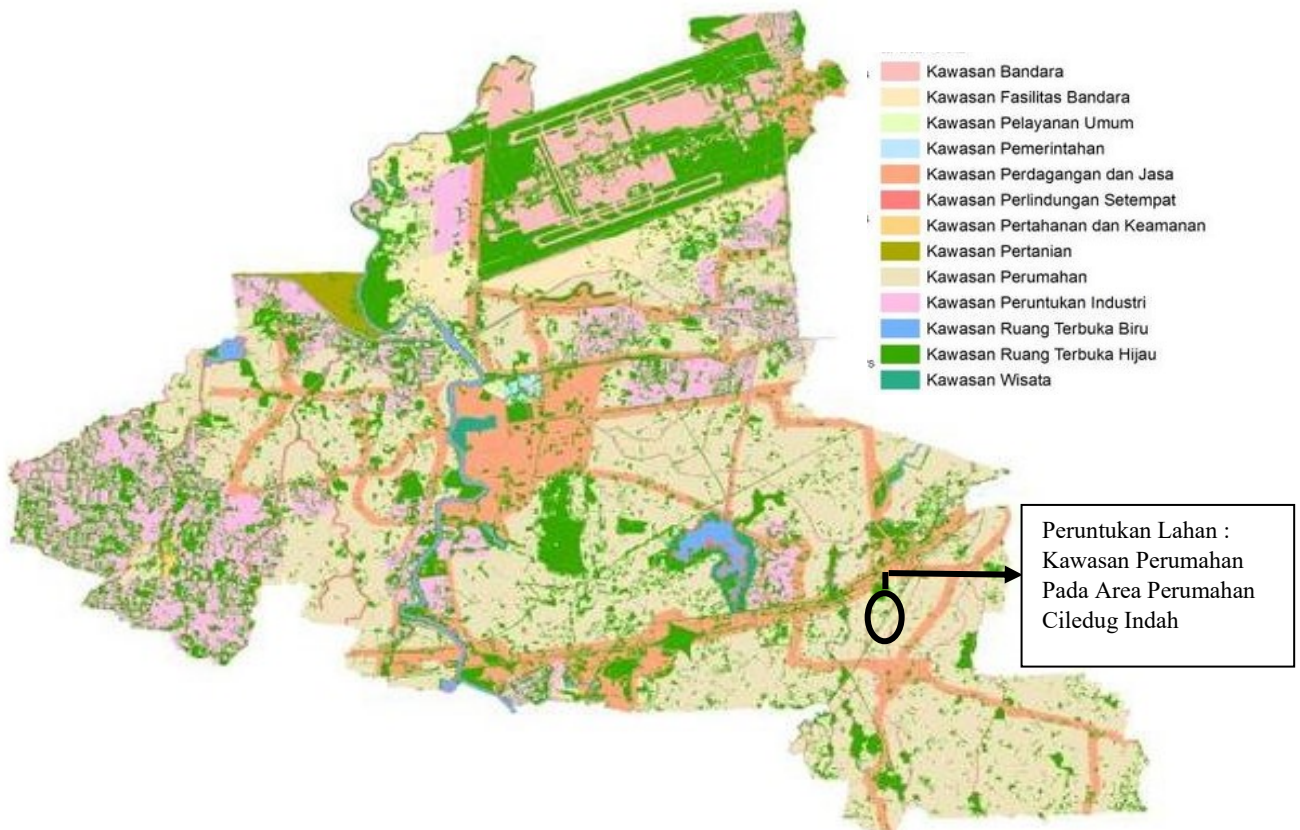 Kawasan Bandara
Kawasan Fasilitas Bandara
Kawasan Pelayanan Umum
Kawasan Pemerintahan
Kawasan Perdagangan dan Jasa
Kawasan Perlindungan Setempat
Kawasan Pertahanan dan Keamanan
Kawasan Pertanian
Kawasan Perumahan
Kawasan Peruntukan Industri
Kawasan Ruang Terbuka Biru
Kawasan Ruang Terbuka Hijau
Kawasan Wisata
Peruntukan Lahan :
Kawasan Perumahan
Pada Area Perumahan
Ciledug Indah